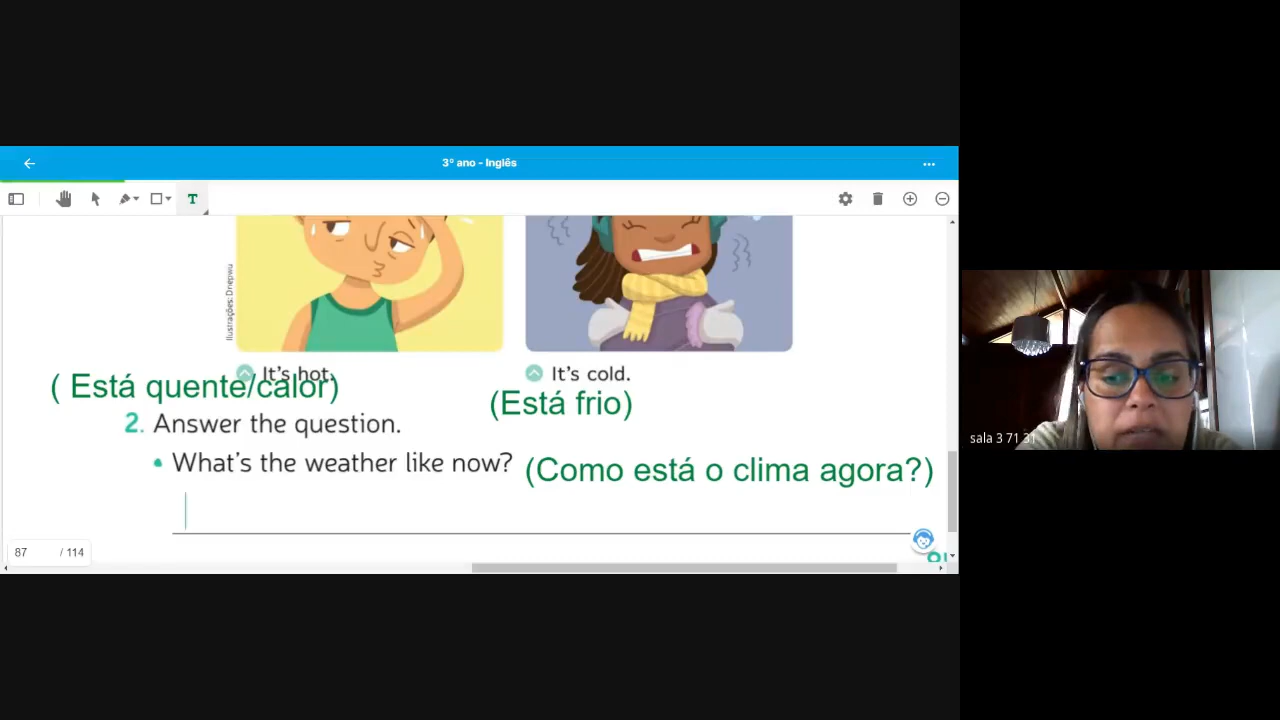 3º ano - Inglês
T
Ilustrações: Dnepwu
It's hot.
It's cold.
( Está quente/calor)
(Está frio)
2. Answer the question.
• What's the weather like now?
(Como está o clima agora?)
87 / 114
sala 3 71 31